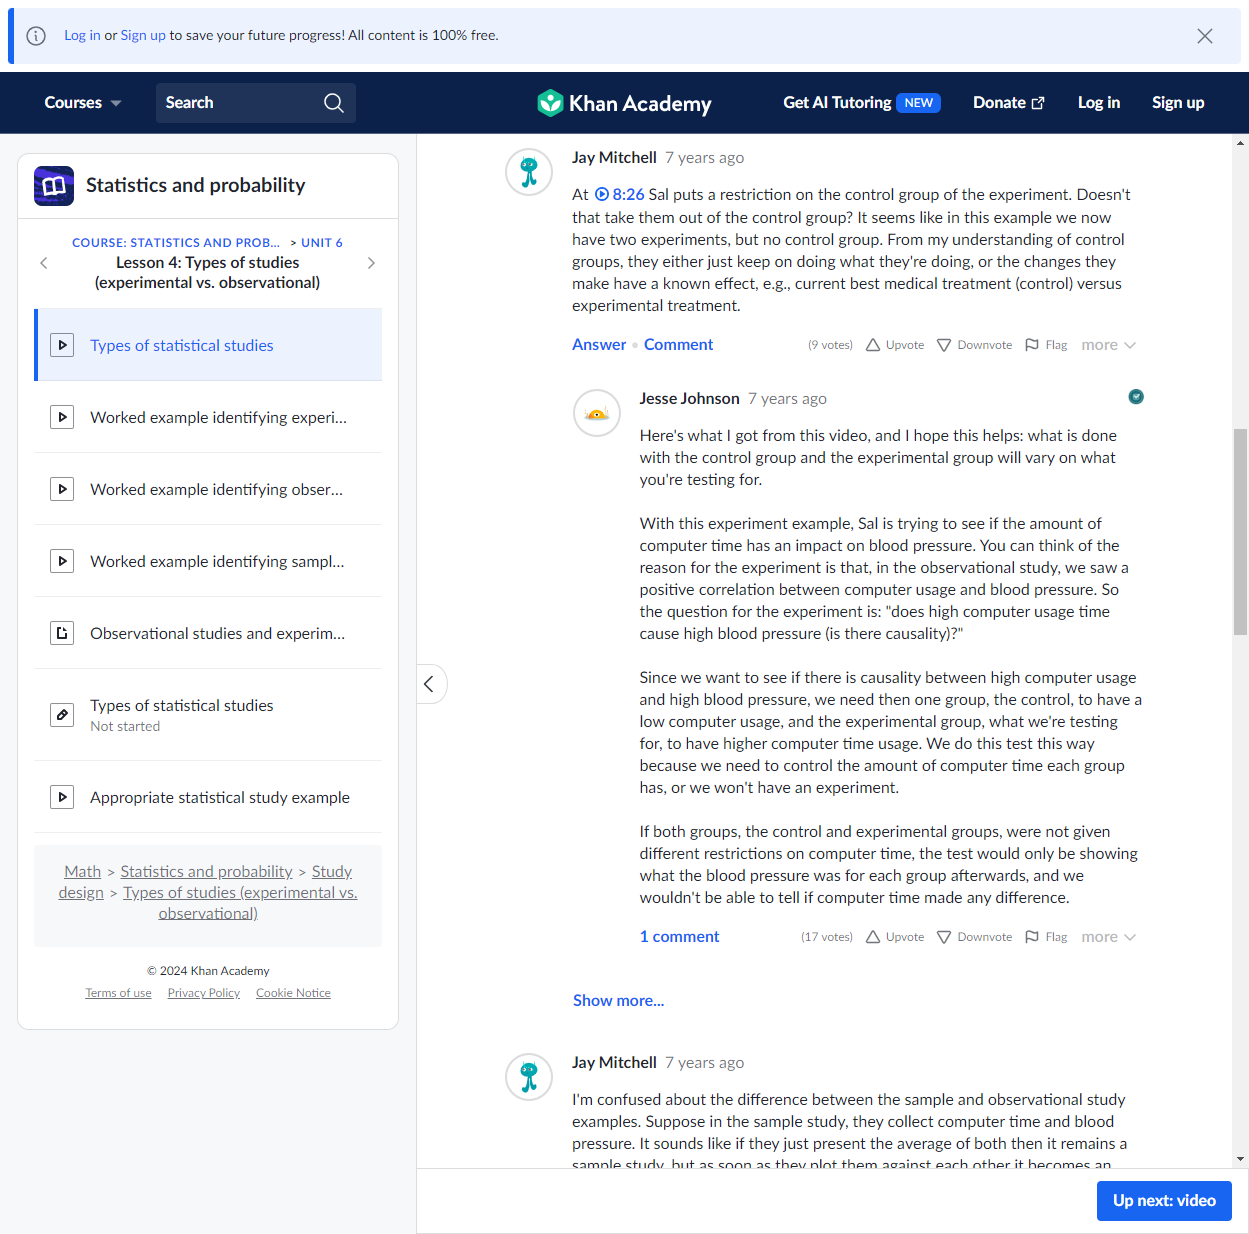 Log in or Sign up to save your future progress! All content is 100% free.
Courses
Search
Khan Academy
Get AI Tutoring NEW
Donate
Log in
Sign up
Statistics and probability
COURSE: STATISTICS AND PROB... > UNIT 6
Lesson 4: Types of studies
(experimental vs. observational)
Types of statistical studies
Worked example identifying experi...
Worked example identifying obser...
Worked example identifying sampl...
Observational studies and experim...
Types of statistical studies
Not started
Appropriate statistical study example
Math > Statistics and probability > Study
design > Types of studies (experimental vs.
observational)
© 2024 Khan Academy
Terms of use Privacy Policy Cookie Notice
Jay Mitchell 7 years ago
At 8:26 Sal puts a restriction on the control group of the experiment. Doesn't
that take them out of the control group? It seems like in this example we now
have two experiments, but no control group. From my understanding of control
groups, they either just keep on doing what they're doing, or the changes they
make have a known effect, e.g., current best medical treatment (control) versus
experimental treatment.
Answer • Comment (9 votes) Upvote Downvote Flag more
Jesse Johnson 7 years ago
Here's what I got from this video, and I hope this helps: what is done
with the control group and the experimental group will vary on what
you're testing for.
With this experiment example, Sal is trying to see if the amount of
computer time has an impact on blood pressure. You can think of the
reason for the experiment is that, in the observational study, we saw a
positive correlation between computer usage and blood pressure. So
the question for the experiment is: "does high computer usage time
cause high blood pressure (is there causality)?"
Since we want to see if there is causality between high computer usage
and high blood pressure, we need then one group, the control, to have a
low computer usage, and the experimental group, what we're testing
for, to have higher computer time usage. We do this test this way
because we need to control the amount of computer time each group
has, or we won't have an experiment.
If both groups, the control and experimental groups, were not given
different restrictions on computer time, the test would only be showing
what the blood pressure was for each group afterwards, and we
wouldn't be able to tell if computer time made any difference.
1 comment (17 votes) Upvote Downvote Flag more
Show more...
Jay Mitchell 7 years ago
I'm confused about the difference between the sample and observational study
examples. Suppose in the sample study, they collect computer time and blood
pressure. It sounds like if they just present the average of both then it remains a
sample study, but as soon as they plot them against each other it becomes an
Up next: video